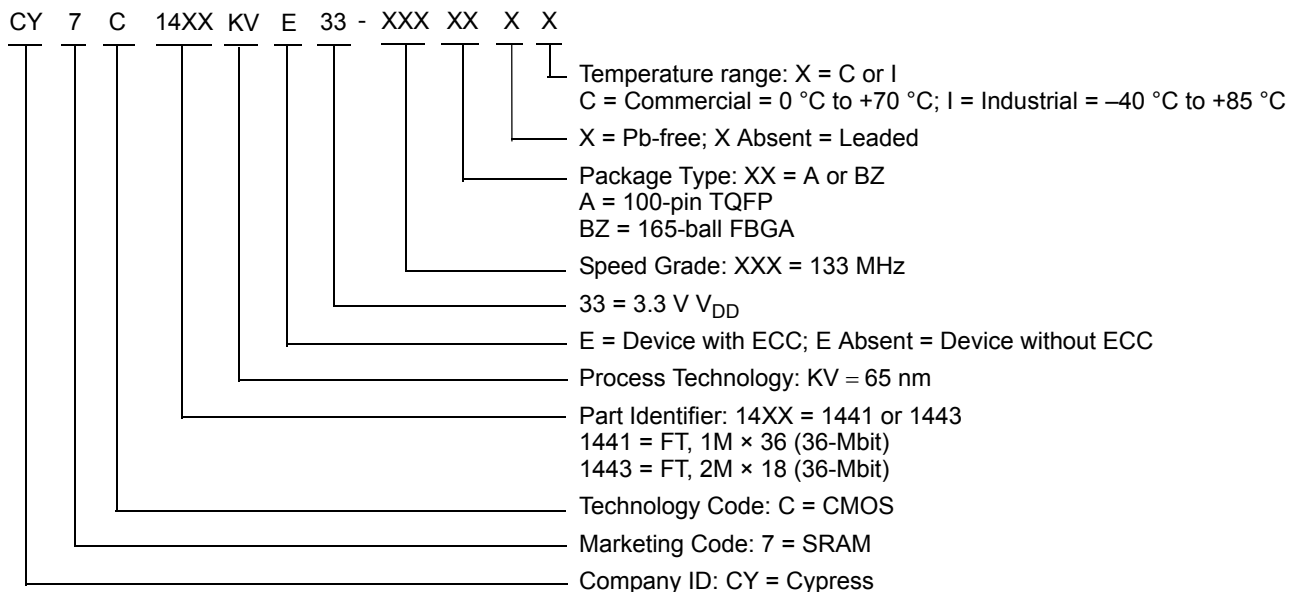 CY 7 C 14XX KV E 33 - XXX XX X X
Temperature range: X = C or I
C = Commercial = 0 °C to +70 °C; I = Industrial = –40 °C to +85 °C
X = Pb-free; X Absent = Leaded
Package Type: XX = A or BZ
A = 100-pin TQFP
BZ = 165-ball FBGA
Speed Grade: XXX = 133 MHz
33 = 3.3 V VDD
E = Device with ECC; E Absent = Device without ECC
Process Technology: KV = 65 nm
Part Identifier: 14XX = 1441 or 1443
1441 = FT, 1M × 36 (36-Mbit)
1443 = FT, 2M × 18 (36-Mbit)
Technology Code: C = CMOS
Marketing Code: 7 = SRAM
Company ID: CY = Cypress